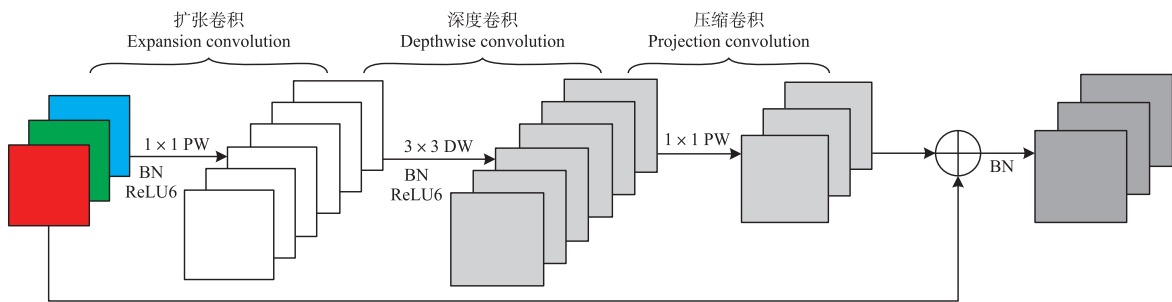 扩张卷积
Expansion convolution
深度卷积
Depthwise convolution
压缩卷积
Projection convolution
1 × 1 PW
BN
ReLU6
3 × 3 DW
BN
ReLU6
1 × 1 PW
BN